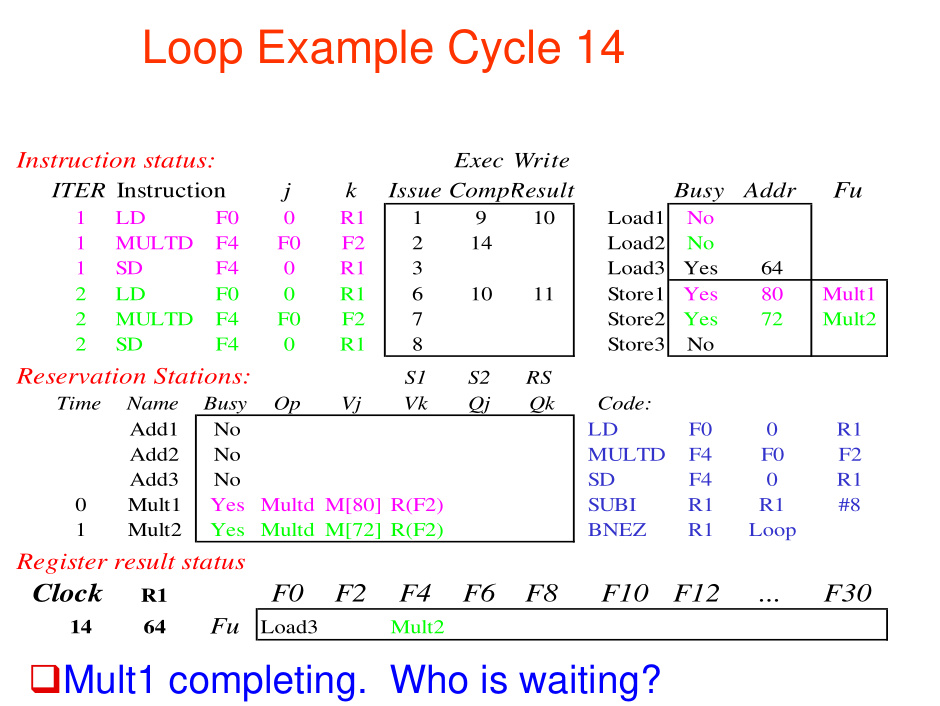 Loop Example Cycle 14
Instruction status: Exec Write
ITER Instruction j k Issue Comp Result Busy Addr Fu
1 LD F0 0 R1 1 9 10 Load1 No
1 MULTD F4 F0 F2 2 14 Load2 No
1 SD F4 0 R1 3 Load3 Yes 64
2 LD F0 0 R1 6 10 11 Store1 Yes 80 Mult1
2 MULTD F4 F0 F2 7 Store2 Yes 72 Mult2
2 SD F4 0 R1 8 Store3 No
Reservation Stations: S1 S2 RS
Time Name Busy Op Vj Vk Qj Qk Code:
Add1 No LD F0 0 R1
Add2 No MULTD F4 F0 F2
Add3 No SD F4 0 R1
0 Mult1 Yes Multd M[80] R(F2) SUBI R1 R1 #8
1 Mult2 Yes Multd M[72] R(F2) BNEZ R1 Loop
Register result status
Clock R1 F0 F2 F4 F6 F8 F10 F12 ... F30
14 64 Fu Load3 Mult2
❑Mult1 completing. Who is waiting?